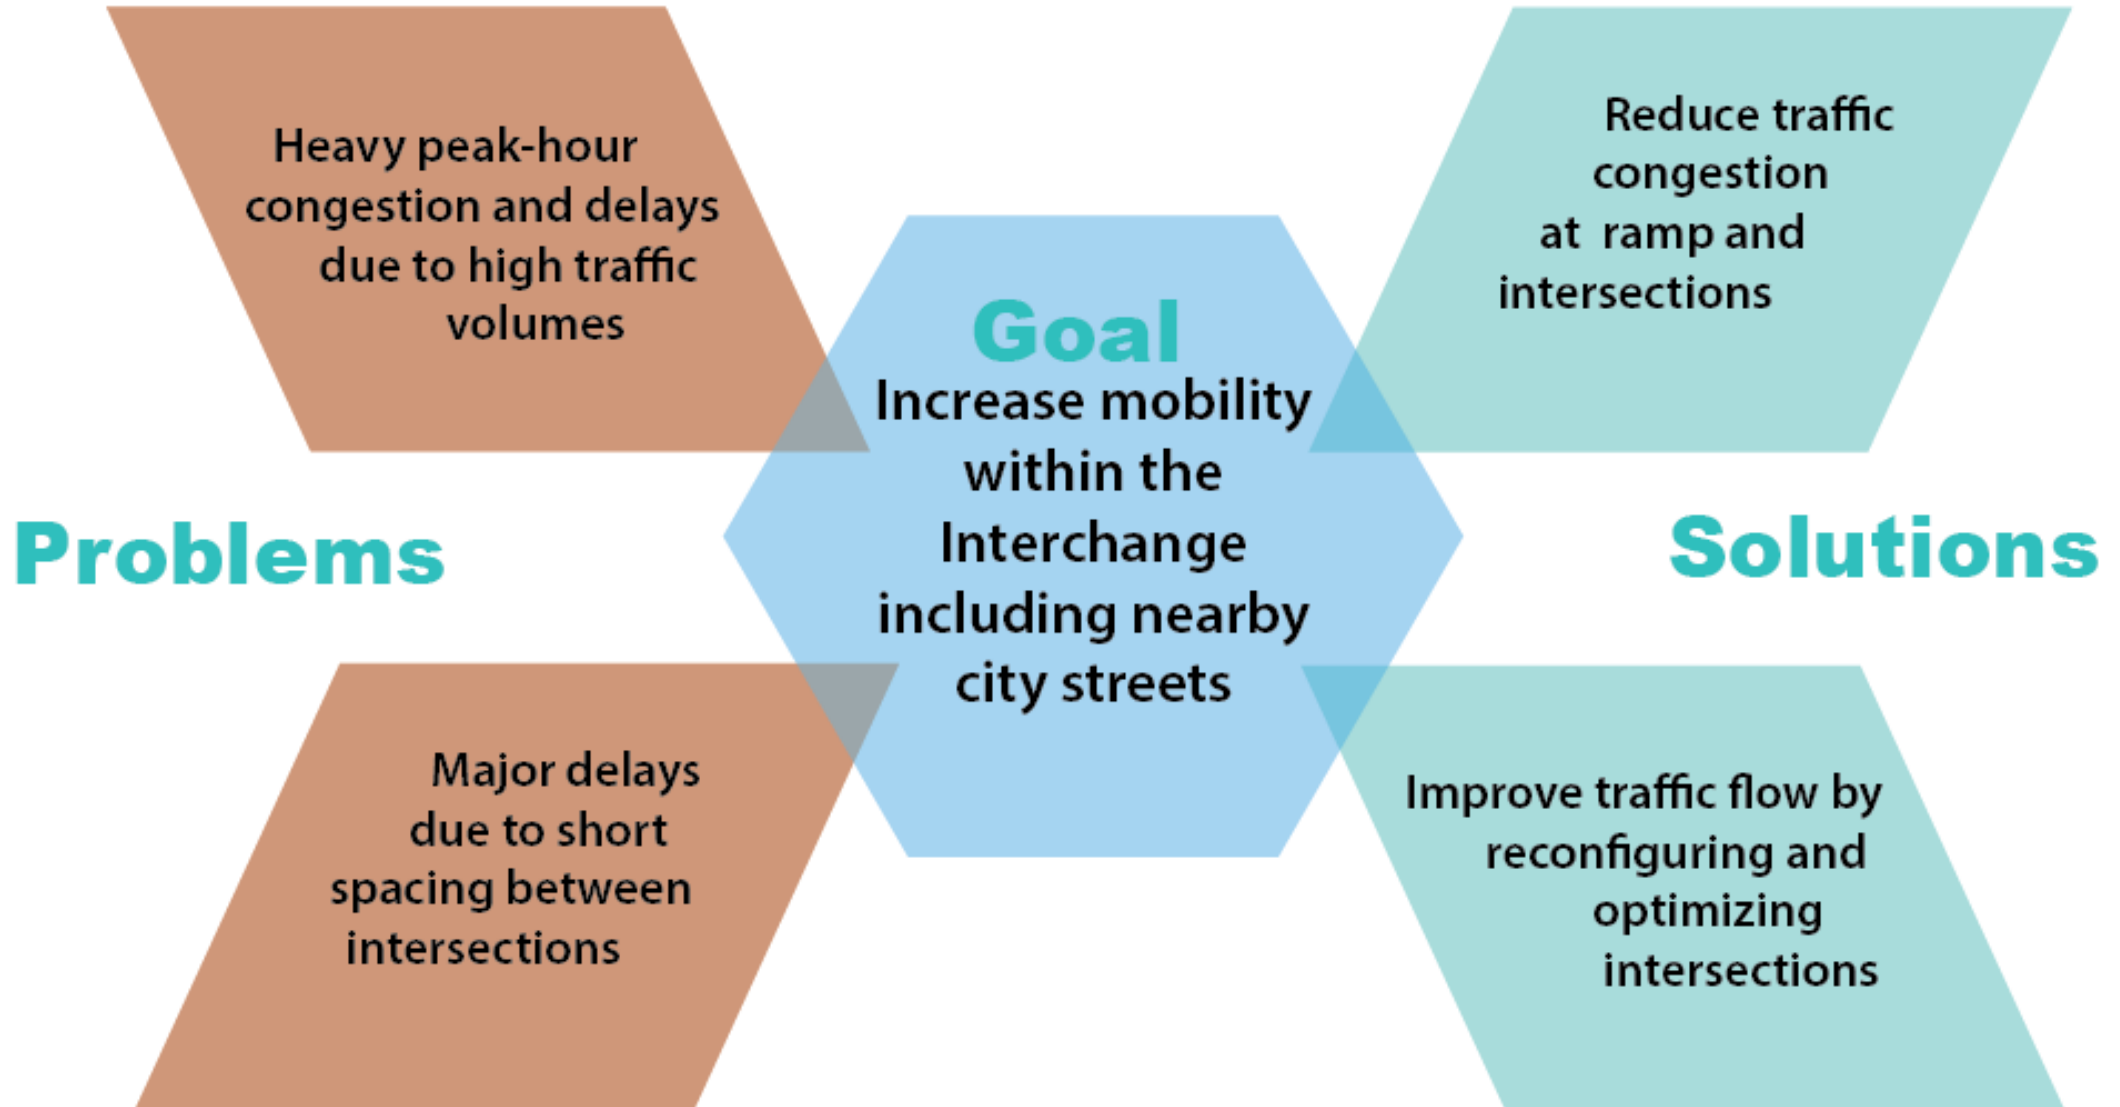 Problems
Heavy peak-hour
congestion and delays
due to high traffic
volumes
Major delays
due to short
spacing between
intersections
Goal
Increase mobility
within the
Interchange
including nearby
city streets
Solutions
Reduce traffic
congestion
at ramp and
intersections
Improve traffic flow by
reconfiguring and
optimizing
intersections